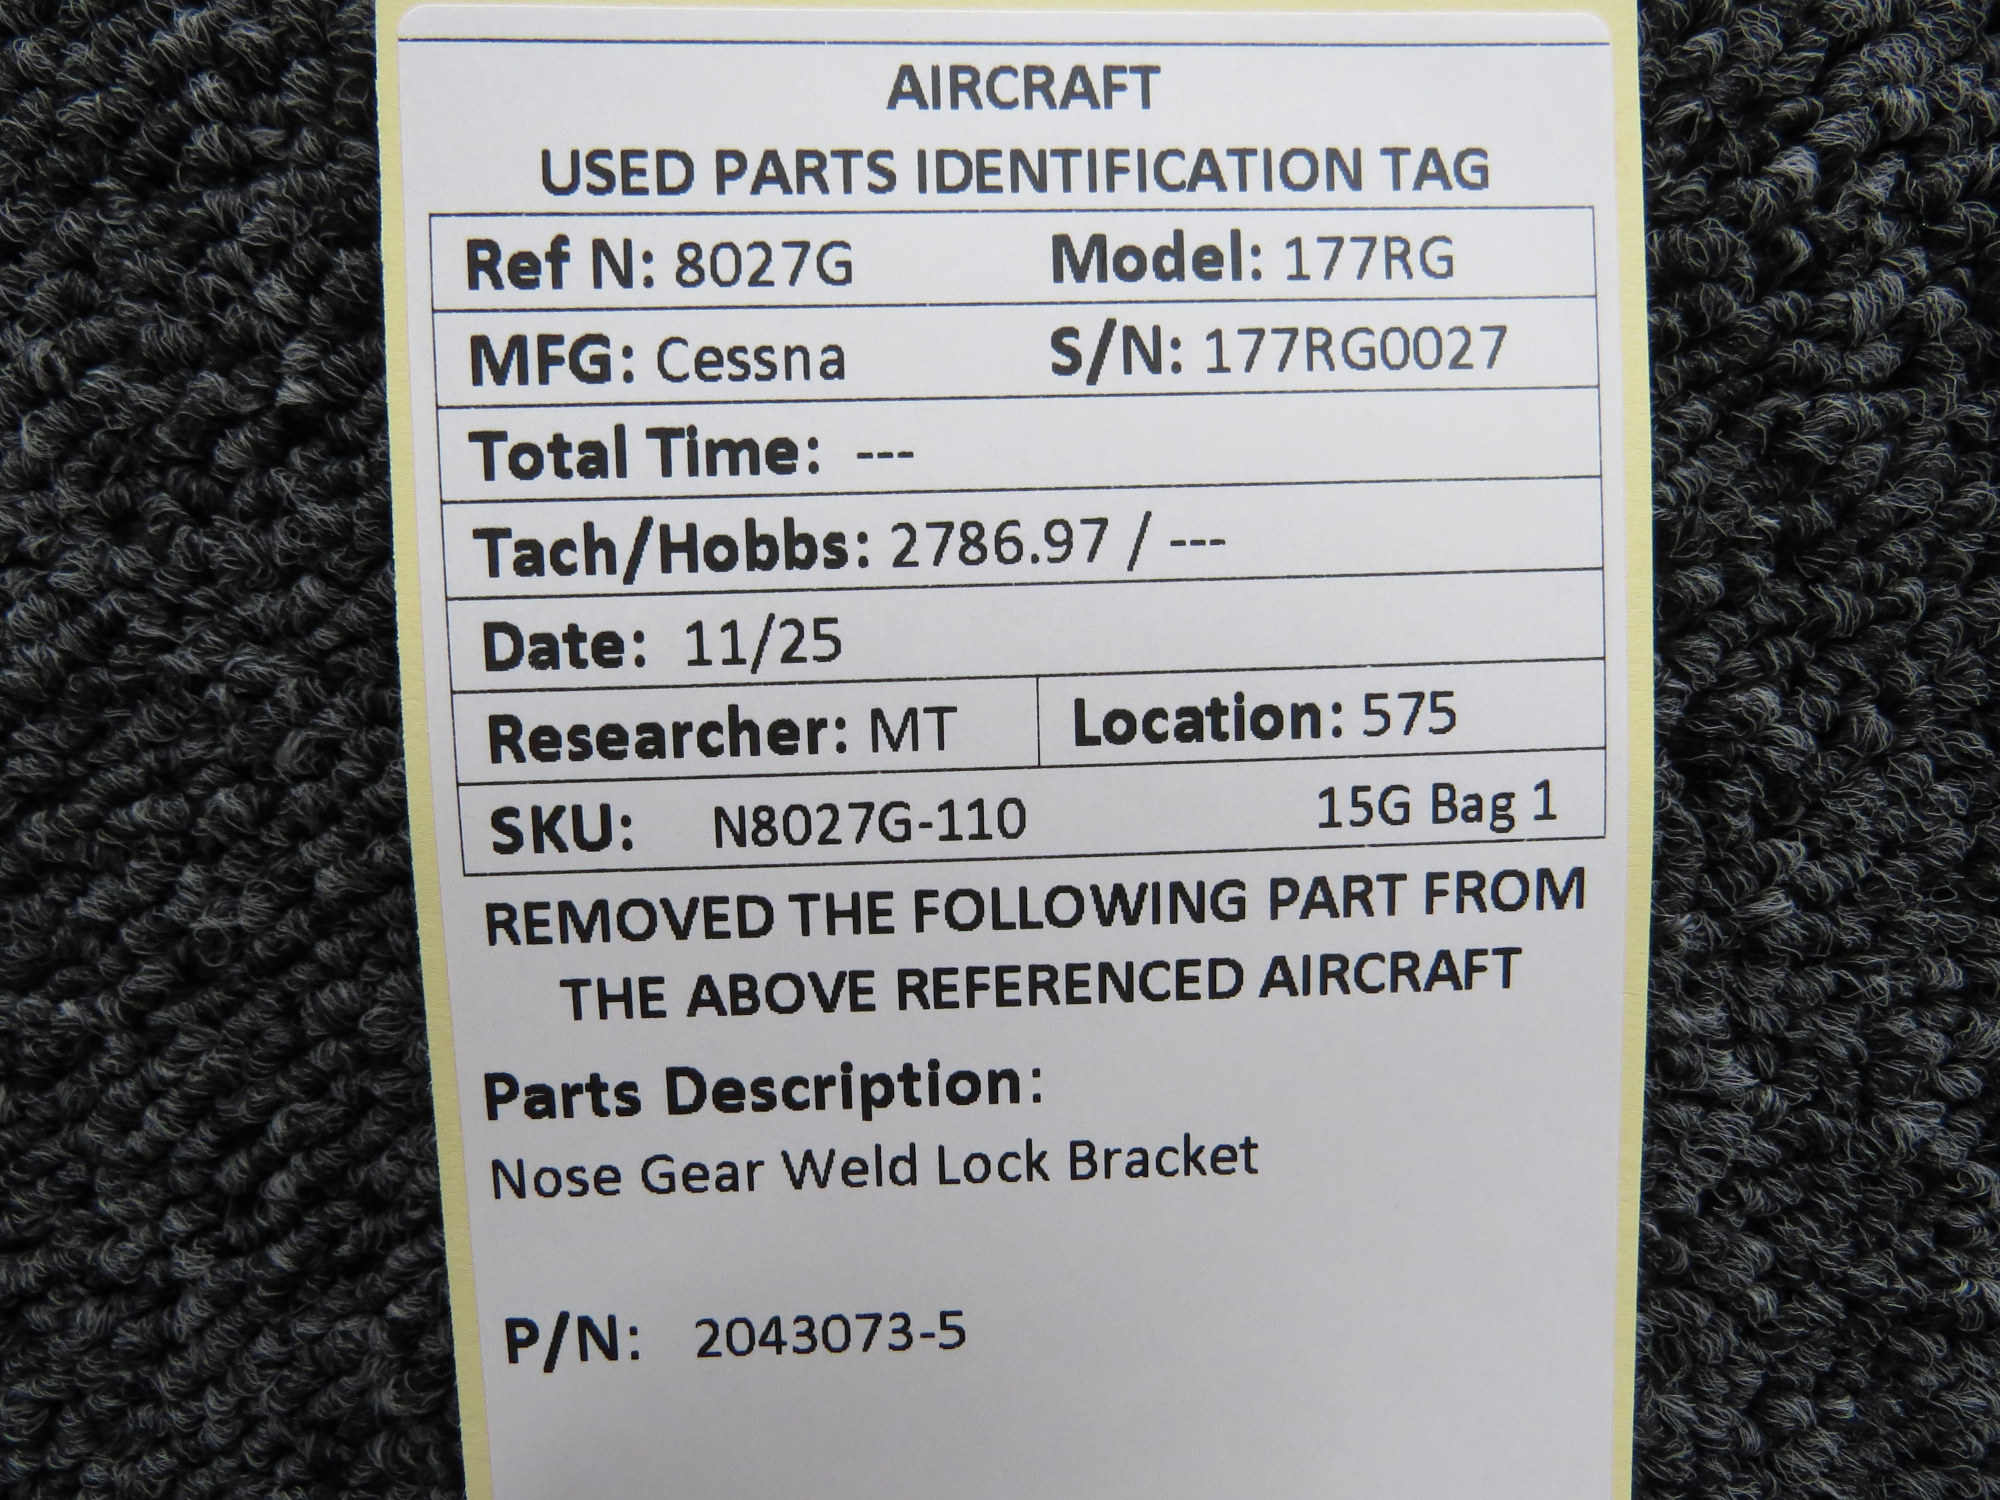 AIRCRAFT
USED PARTS IDENTIFICATION TAG
Ref N: 8027G Model: 177RG
MFG: Cessna S/N: 177RG0027
Total Time: ---
Tach/Hobbs: 2786.97 / ---
Date: 11/25
Researcher: MT Location: 575
SKU: N8027G-110 15G Bag 1
REMOVED THE FOLLOWING PART FROM
THE ABOVE REFERENCED AIRCRAFT
Parts Description:
Nose Gear Weld Lock Bracket
P/N: 2043073-5